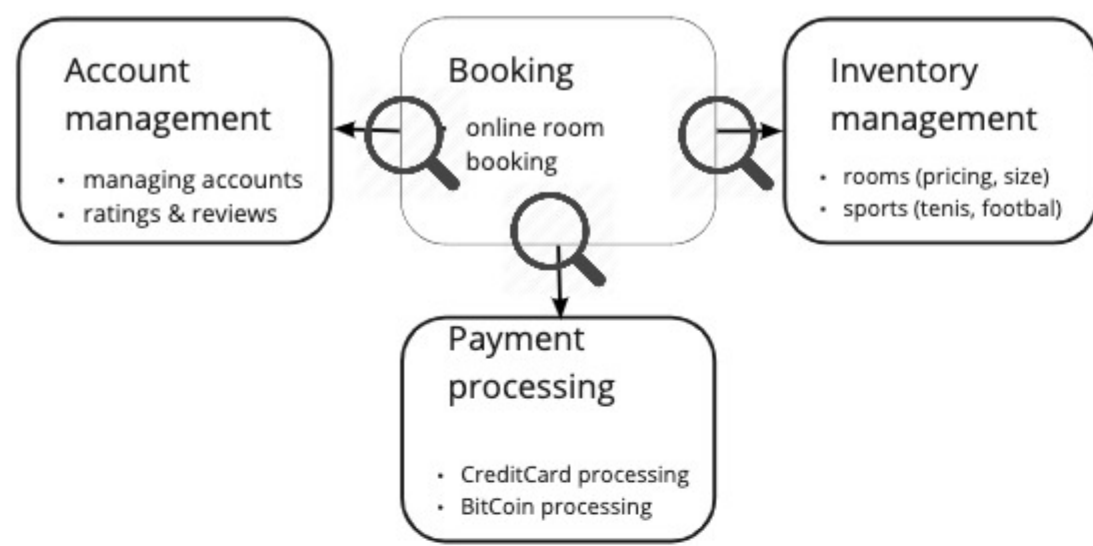 Account
management
• managing accounts
• ratings & reviews
Booking
online room
booking
Inventory
management
• rooms (pricing, size)
• sports (tenis, footbal)
Payment
processing
• CreditCard processing
• BitCoin processing